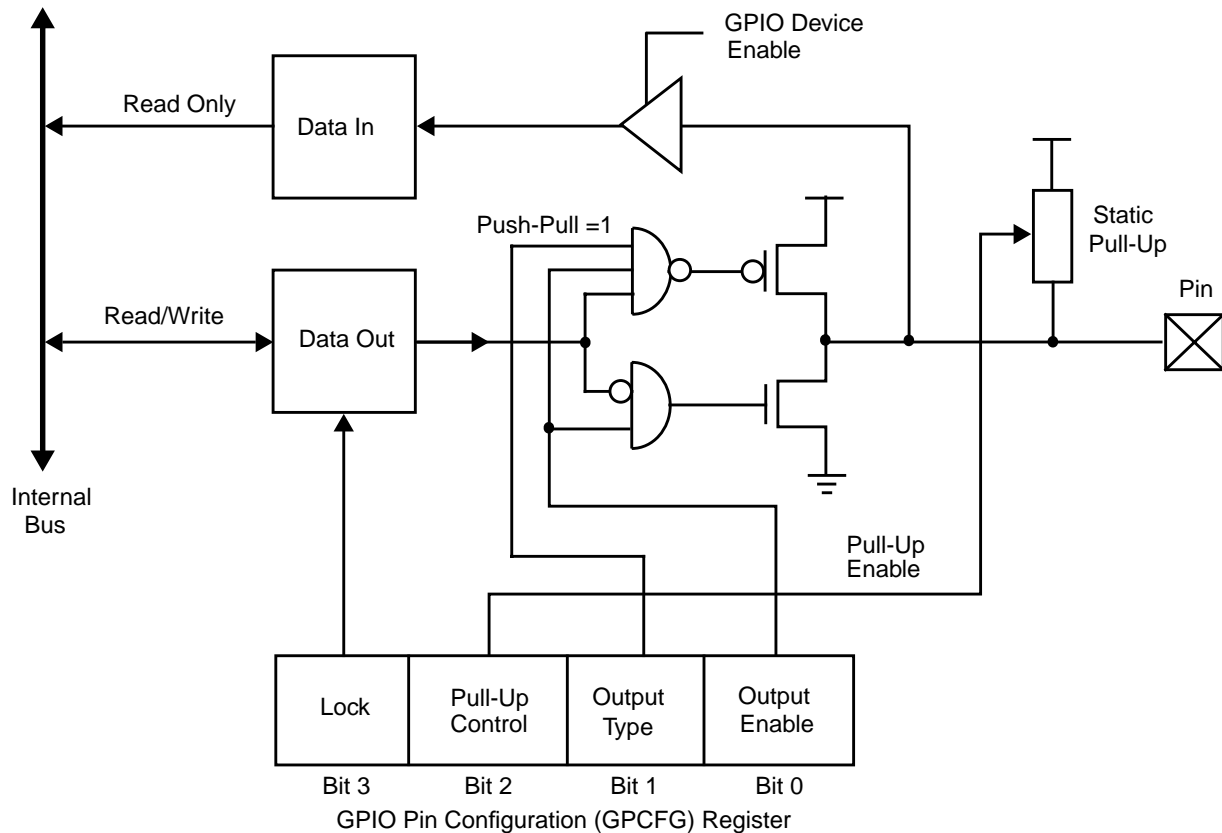 GPIO Device
Enable
Read Only
Data In
Static
Pull-Up
Push-Pull =1
Pin
Read/Write
Data Out
Internal
Bus
Pull-Up
Enable
Lock
Pull-Up
Control
Output
Type
Output
Enable
Bit 3
Bit 2
Bit 1
Bit 0
GPIO Pin Configuration (GPCFG) Register